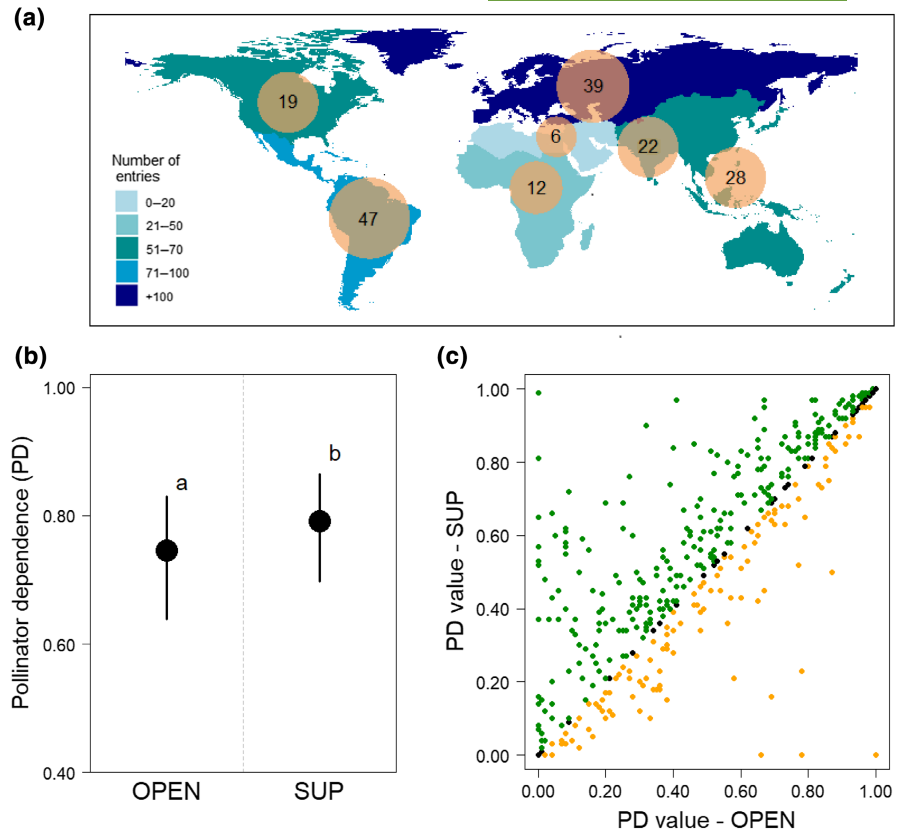 (a)
19
39
6
22
28
12
47
Number of
entries
0–20
21–50
51–70
71–100
+100
(b)
(c)
Pollinator dependence (PD)
1.00
0.80
0.60
0.40
a
b
OPEN
SUP
PD value - SUP
1.00
0.80
0.60
0.40
0.20
0.00
0.00
0.20
0.40
0.60
0.80
1.00
PD value - OPEN